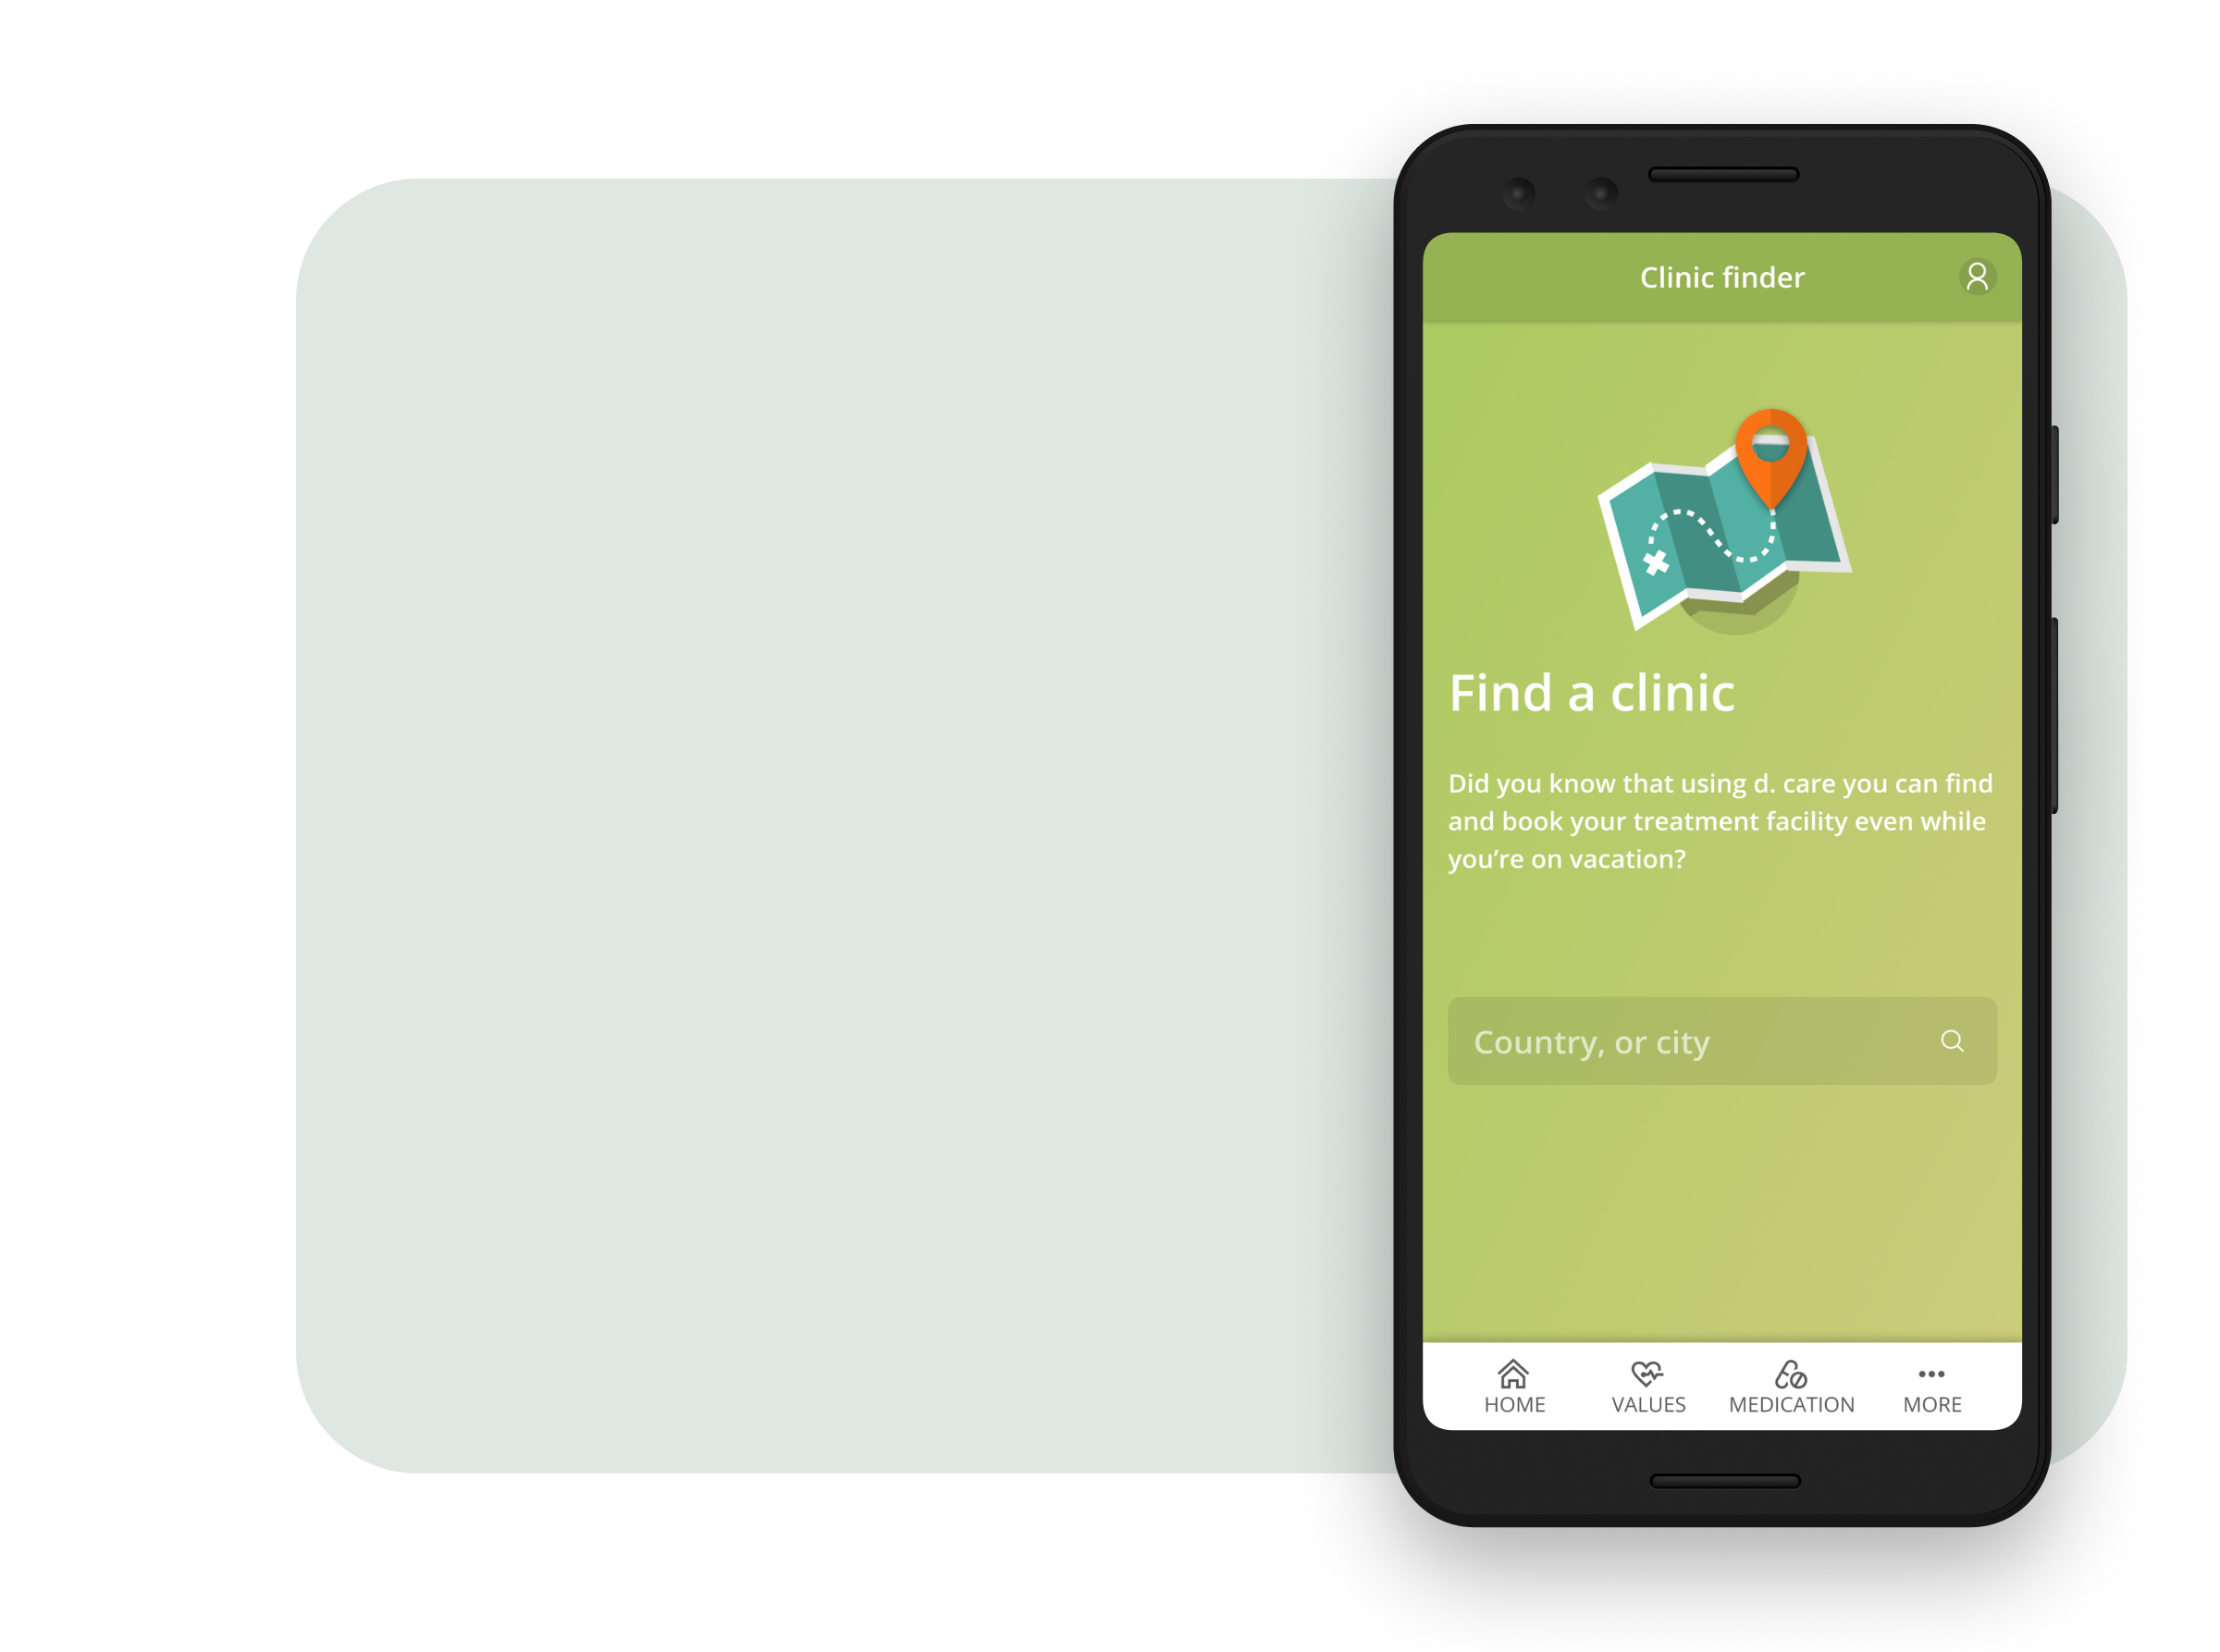 Clinic finder
Find a clinic
Did you know that using d. care you can find
and book your treatment facility even while
you’re on vacation?
Country, or city
HOME VALUES MEDICATION MORE